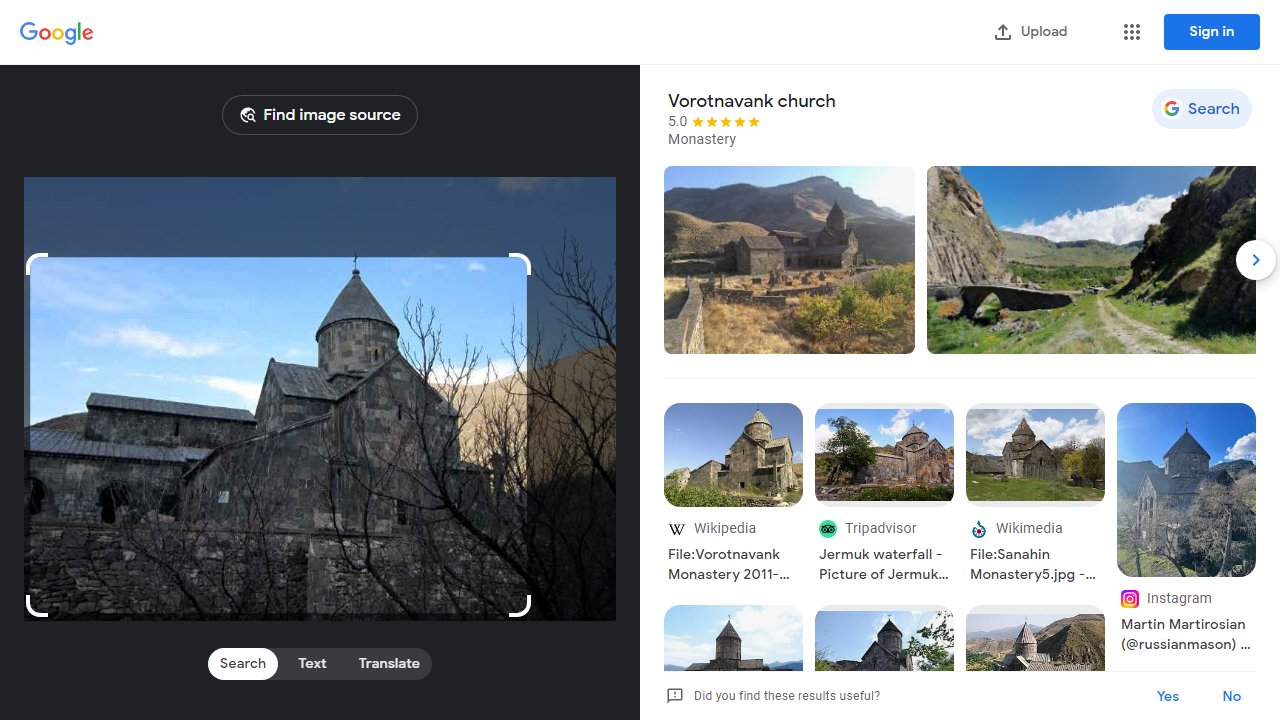 Google
Upload
Sign in
Find image source
Vorotnavank church
5.0
Monastery
Search
Wikipedia
File:Vorotnavank
Monastery 2011-...
Tripadvisor
Jermuk waterfall -
Picture of Jermuk...
Wikimedia
File:Sanahin
Monastery5.jpg -...
Instagram
Martin Martirosian
(@russianmason) ...
Search
Text
Translate
Did you find these results useful?
Yes
No